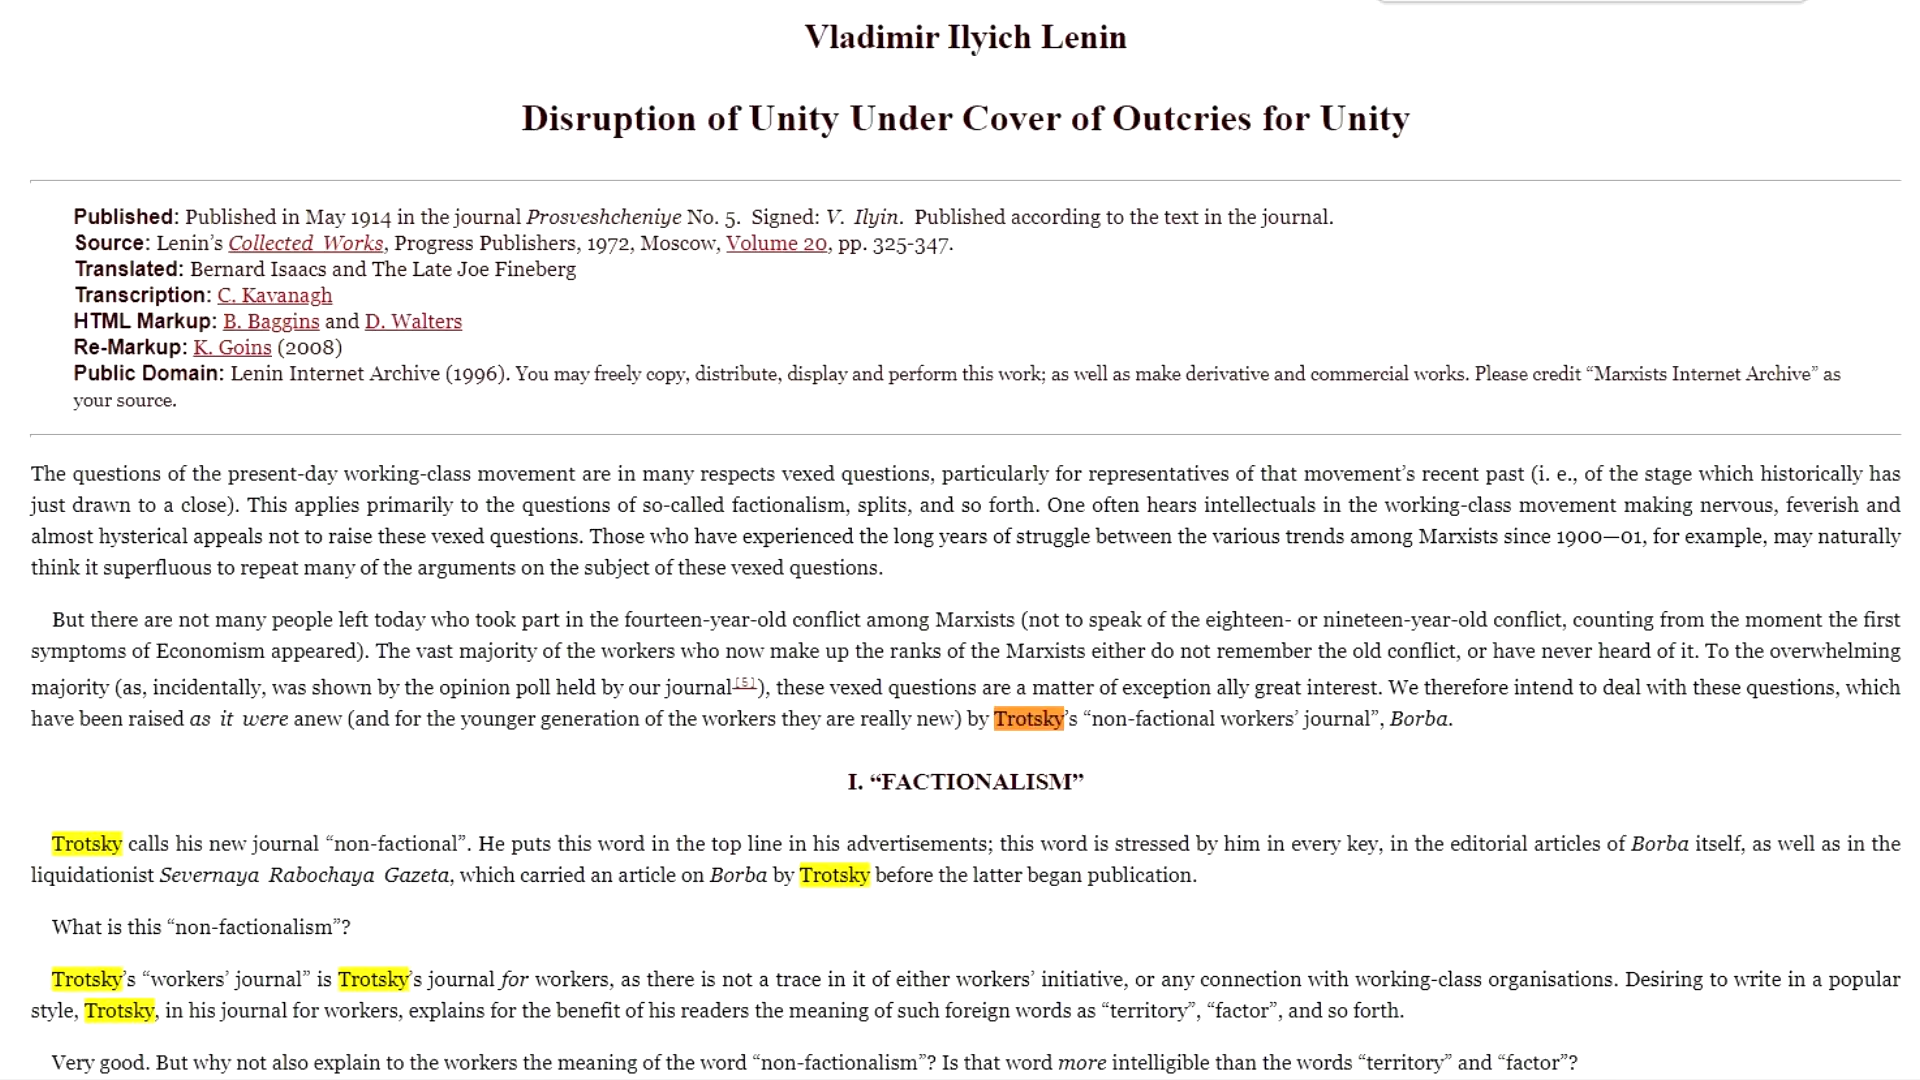 Vladimir Ilyich Lenin
Disruption of Unity Under Cover of Outcries for Unity
Published: Published in May 1914 in the journal Prosveshcheniye No. 5. Signed: V. Ilyin. Published according to the text in the journal.
Source: Lenin’s Collected Works, Progress Publishers, 1972, Moscow, Volume 20, pp. 325-347.
Translated: Bernard Isaacs and The Late Joe Fineberg
Transcription: C. Kavanagh
HTML Markup: B. Baggins and D. Walters
Re-Markup: K. Goins (2008)
Public Domain: Lenin Internet Archive (1996). You may freely copy, distribute, display and perform this work; as well as make derivative and commercial works. Please credit “Marxists Internet Archive” as
your source.
The questions of the present-day working-class movement are in many respects vexed questions, particularly for representatives of that movement’s recent past (i. e., of the stage which historically has
just drawn to a close). This applies primarily to the questions of so-called factionalism, splits, and so forth. One often hears intellectuals in the working-class movement making nervous, feverish and
almost hysterical appeals not to raise these vexed questions. Those who have experienced the long years of struggle between the various trends among Marxists since 1900—01, for example, may naturally
think it superfluous to repeat many of the arguments on the subject of these vexed questions.
But there are not many people left today who took part in the fourteen-year-old conflict among Marxists (not to speak of the eighteen- or nineteen-year-old conflict, counting from the moment the first
symptoms of Economism appeared). The vast majority of the workers who now make up the ranks of the Marxists either do not remember the old conflict, or have never heard of it. To the overwhelming
majority (as, incidentally, was shown by the opinion poll held by our journal[5]), these vexed questions are a matter of exception ally great interest. We therefore intend to deal with these questions, which
have been raised as it were anew (and for the younger generation of the workers they are really new) by Trotsky’s “non-factional workers’ journal”, Borba.
I. “FACTIONALISM”
Trotsky calls his new journal “non-factional”. He puts this word in the top line in his advertisements; this word is stressed by him in every key, in the editorial articles of Borba itself, as well as in the
liquidationist Severnaya Rabochaya Gazeta, which carried an article on Borba by Trotsky before the latter began publication.
What is this “non-factionalism”?
Trotsky’s “workers’ journal” is Trotsky’s journal for workers, as there is not a trace in it of either workers’ initiative, or any connection with working-class organisations. Desiring to write in a popular
style, Trotsky, in his journal for workers, explains for the benefit of his readers the meaning of such foreign words as “territory”, “factor”, and so forth.
Very good. But why not also explain to the workers the meaning of the word “non-factionalism”? Is that word more intelligible than the words “territory” and “factor”?